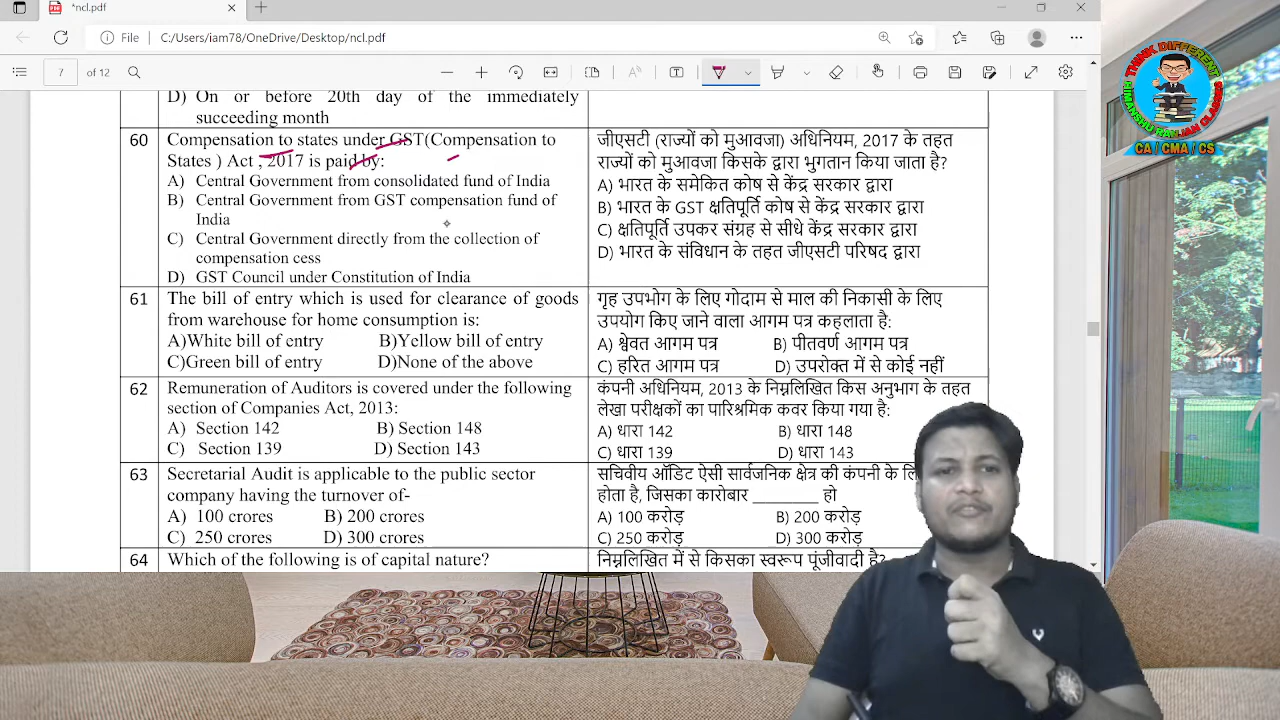 *ncl.pdf
File
C:/Users/iam78/OneDrive/Desktop/ncl.pdf
7 of 12
D) On or before 20th day of the immediately
succeeding month
60
Compensation to states under GST(Compensation to
States ) Act , 2017 is paid by:
A) Central Government from consolidated fund of India
B) Central Government from GST compensation fund of
India
C) Central Government directly from the collection of
compensation cess
D) GST Council under Constitution of India
जीएसटी (राज्यों को मुआवजा) अधिनियम, 2017 के तहत
राज्यों को मुआवजा किसके द्वारा भुगतान किया जाता है?
A) भारत के समेकित कोष से केंद्र सरकार द्वारा
B) भारत के GST क्षतिपूर्ति कोष से केंद्र सरकार द्वारा
C) क्षतिपूर्ति उपकर संग्रह से सीधे केंद्र सरकार द्वारा
D) भारत के संविधान के तहत जीएसटी परिषद द्वारा
61
The bill of entry which is used for clearance of goods
from warehouse for home consumption is:
A)White bill of entry B)Yellow bill of entry
C)Green bill of entry D)None of the above
गृह उपभोग के लिए गोदाम से माल की निकासी के लिए
उपयोग किए जाने वाला आगम पत्र कहलाता है:
A) श्वेवत आगम पत्र B) पीतवर्ण आगम पत्र
C) हरित आगम पत्र D) उपरोक्त में से कोई नहीं
62
Remuneration of Auditors is covered under the following
section of Companies Act, 2013:
A) Section 142 B) Section 148
C) Section 139 D) Section 143
कंपनी अधिनियम, 2013 के निम्नलिखित किस अनुभाग के तहत
लेखा परीक्षकों का पारिश्रमिक कवर किया गया है:
A) धारा 142 B) धारा 148
C) धारा 139 D) धारा 143
63
Secretarial Audit is applicable to the public sector
company having the turnover of-
A) 100 crores B) 200 crores
C) 250 crores D) 300 crores
सचिवीय ऑडिट ऐसी सार्वजनिक क्षेत्र की कंपनी के
होता है, जिसका कारोबार _________ हो
A) 100 करोड़ B) 200 करोड़
C) 250 करोड़ D) 300 करोड़
64
Which of the following is of capital nature?
निम्नलिखित में से किसका स्वरूप पूंजीवादी है?
THINK DIFFERENT
HIMANSHU RANJAN CLASSES
CA / CMA / CS